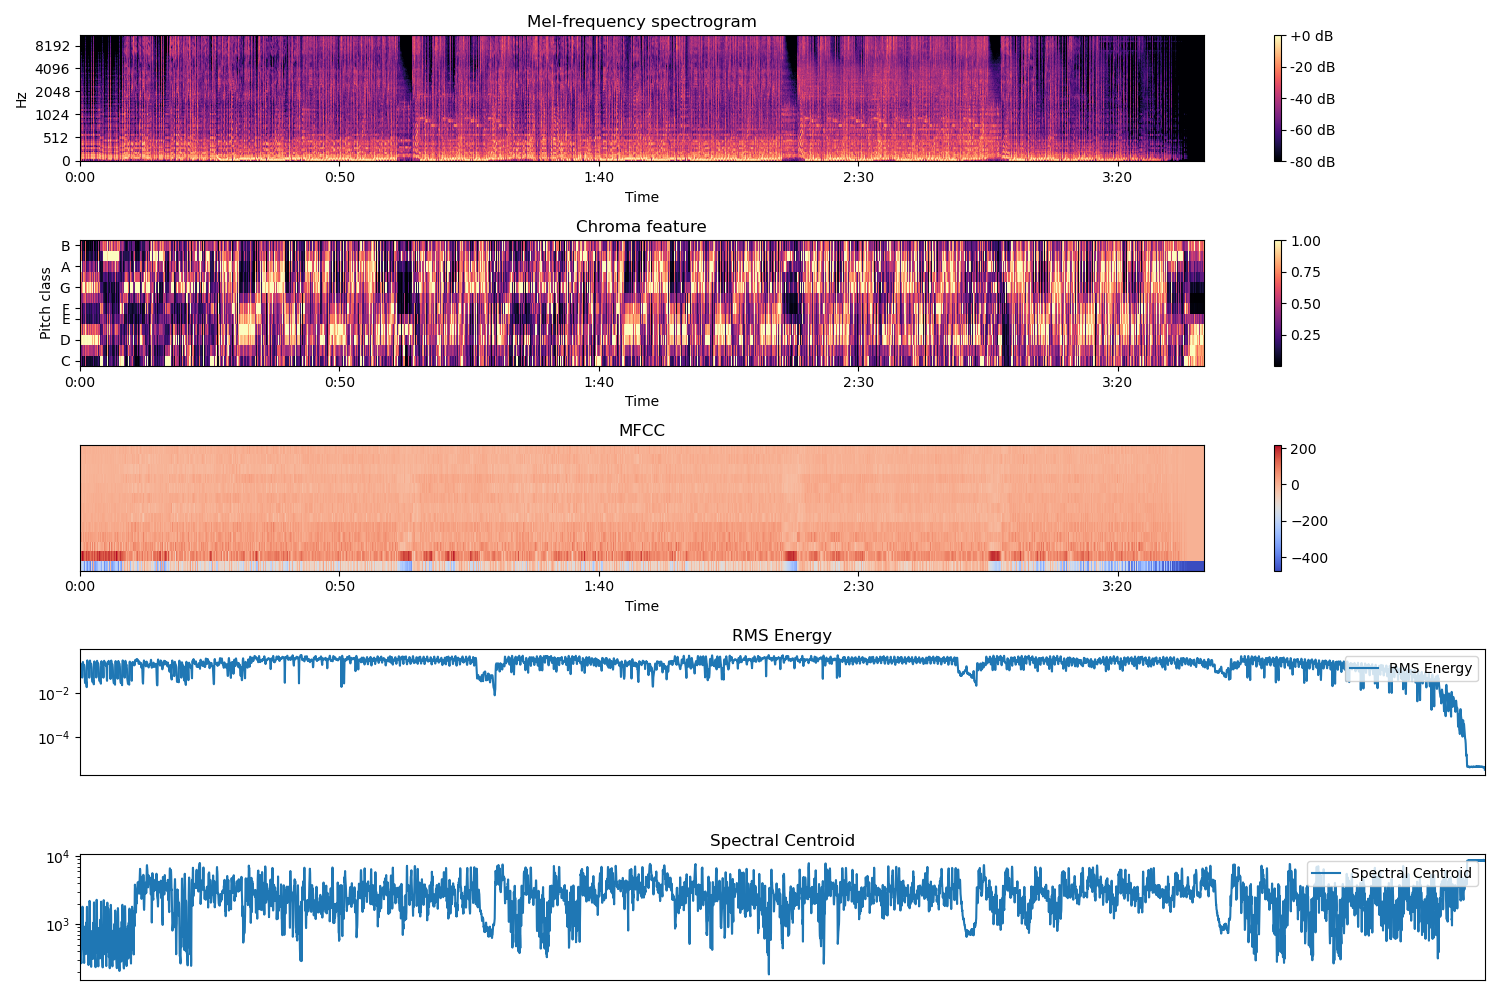 Mel-frequency spectrogram
8192
4096
2048
1024
512
0
Hz
0:00 0:50 1:40 2:30 3:20
Time
+0 dB
-20 dB
-40 dB
-60 dB
-80 dB
Chroma feature
B
A
G
F
E
D
C
Pitch class
0:00 0:50 1:40 2:30 3:20
Time
1.00
0.75
0.50
0.25
MFCC
0:00 0:50 1:40 2:30 3:20
Time
200
0
−200
−400
RMS Energy
10⁻²
10⁻⁴
RMS Energy
Spectral Centroid
10⁴
10³
Spectral Centroid